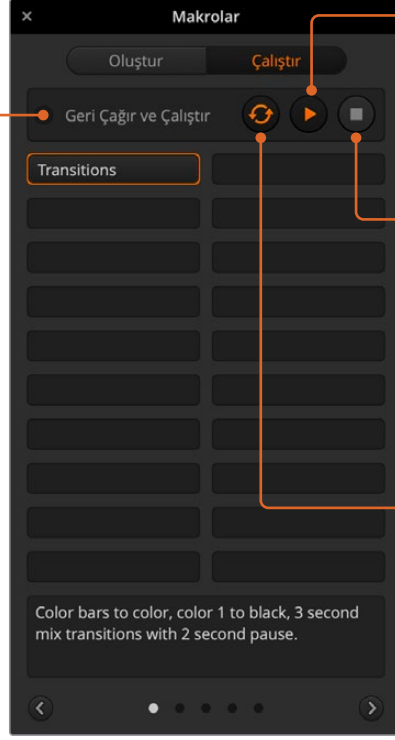 Makrolar
Oluştur
Çalıştır
Geri Çağır ve Çalıştır
Transitions
Color bars to color, color 1 to black, 3 second
mix transitions with 2 second pause.